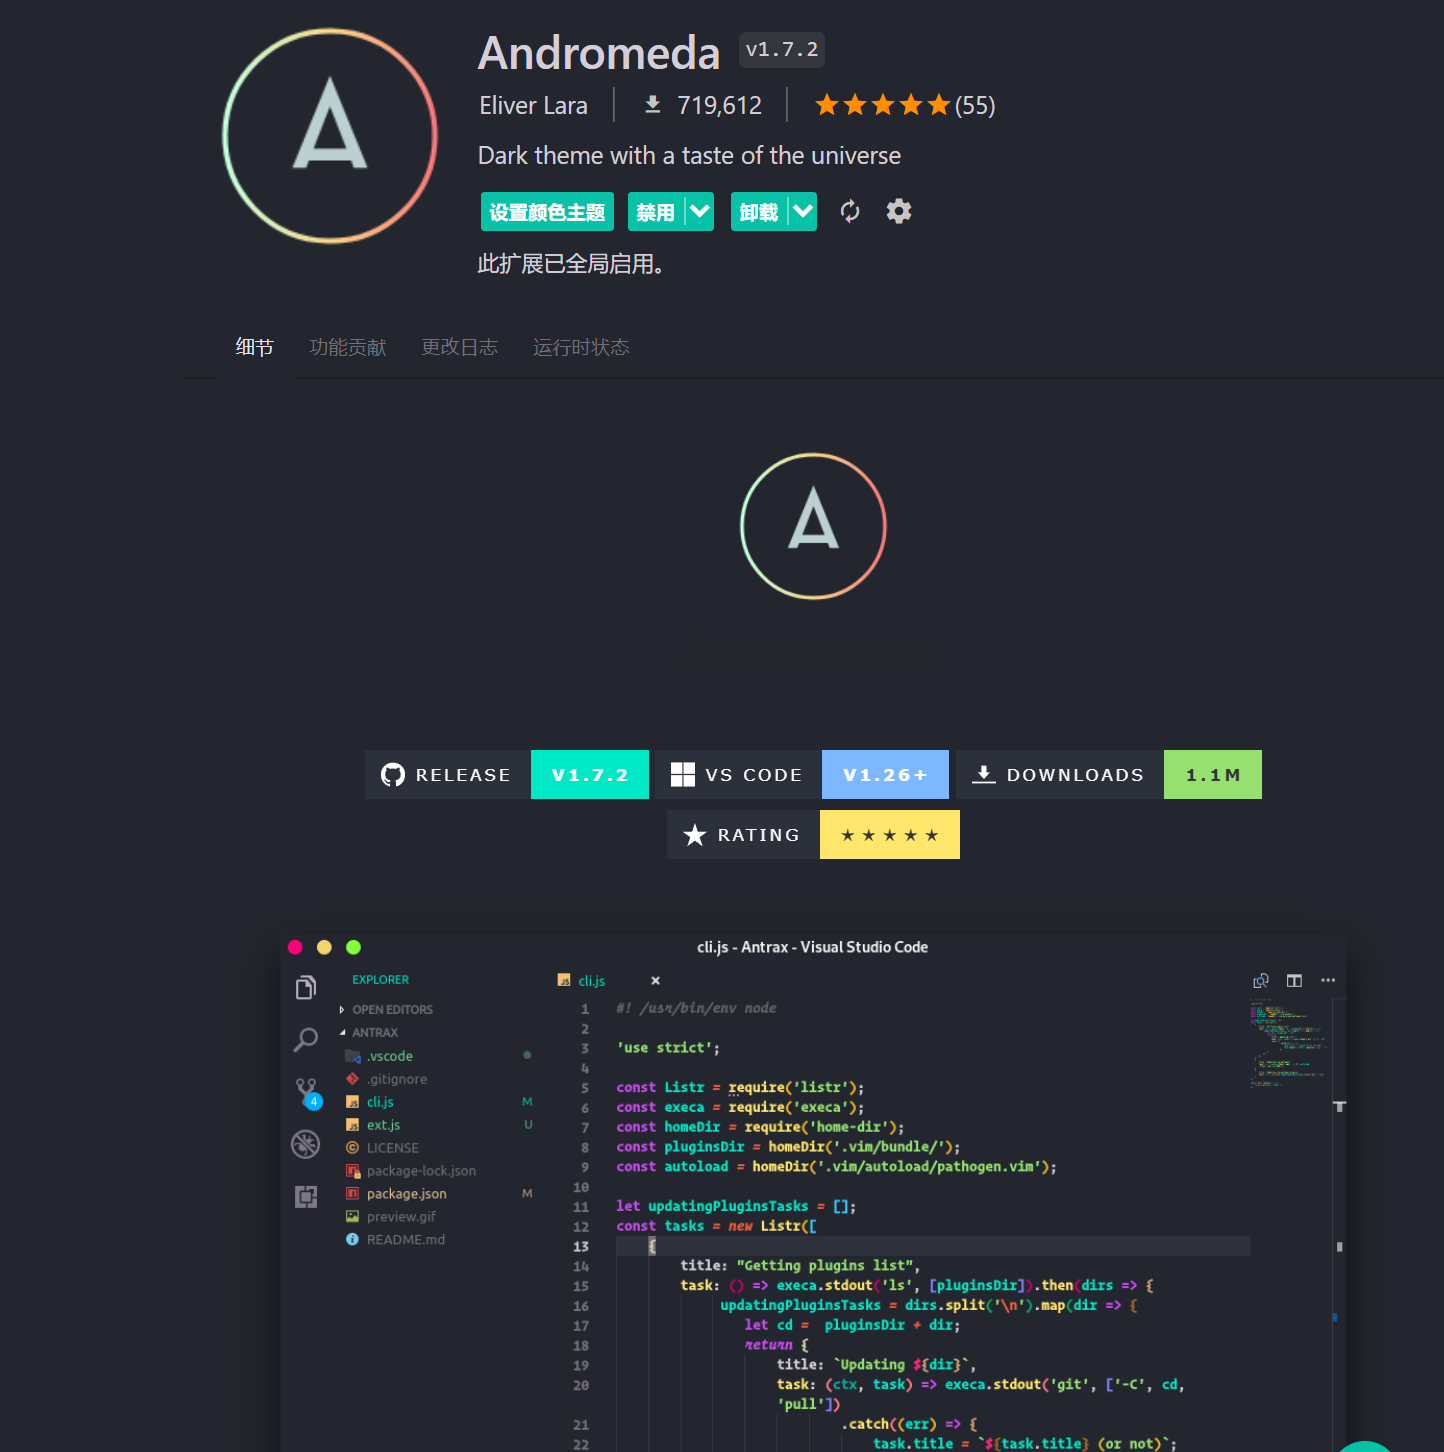 Andromeda v1.7.2
Eliver Lara 719,612 (55)
Dark theme with a taste of the universe
设置颜色主题 禁用 卸载
此扩展已全局启用。
细节 功能贡献 更改日志 运行时状态
RELEASE V1.7.2 VS CODE V1.26+ DOWNLOADS 1.1M
RATING ★★★★★
cli.js - Antrax - Visual Studio Code
EXPLORER
OPEN EDITORS
ANTRAX
.vscode
.gitignore
cli.js M
ext.js U
4
LICENSE
package-lock.json
package.json M
preview.gif
README.md
cli.js
1 #! /usr/bin/env node
2
3 'use strict';
4
5 const Listr = require('listr');
6 const execa = require('execa');
7 const homeDir = require('home-dir');
8 const pluginsDir = homeDir('.vim/bundle/');
9 const autoload = homeDir('.vim/autoload/pathogen.vim');
10
11 let updatingPluginsTasks = [];
12 const tasks = new Listr([
13 {
14 title: "Getting plugins list",
15 task: () => execa.stdout('ls', [pluginsDir]).then(dirs => {
16 updatingPluginsTasks = dirs.split('\n').map(dir => {
17 let cd = pluginsDir + dir;
18 return {
19 title: `Updating ${dir}`,
20 task: (ctx, task) => execa.stdout('git', ['-C', cd,
'pull'])
21 .catch((err) => {
22 task.title = `${task.title} (or not)`;